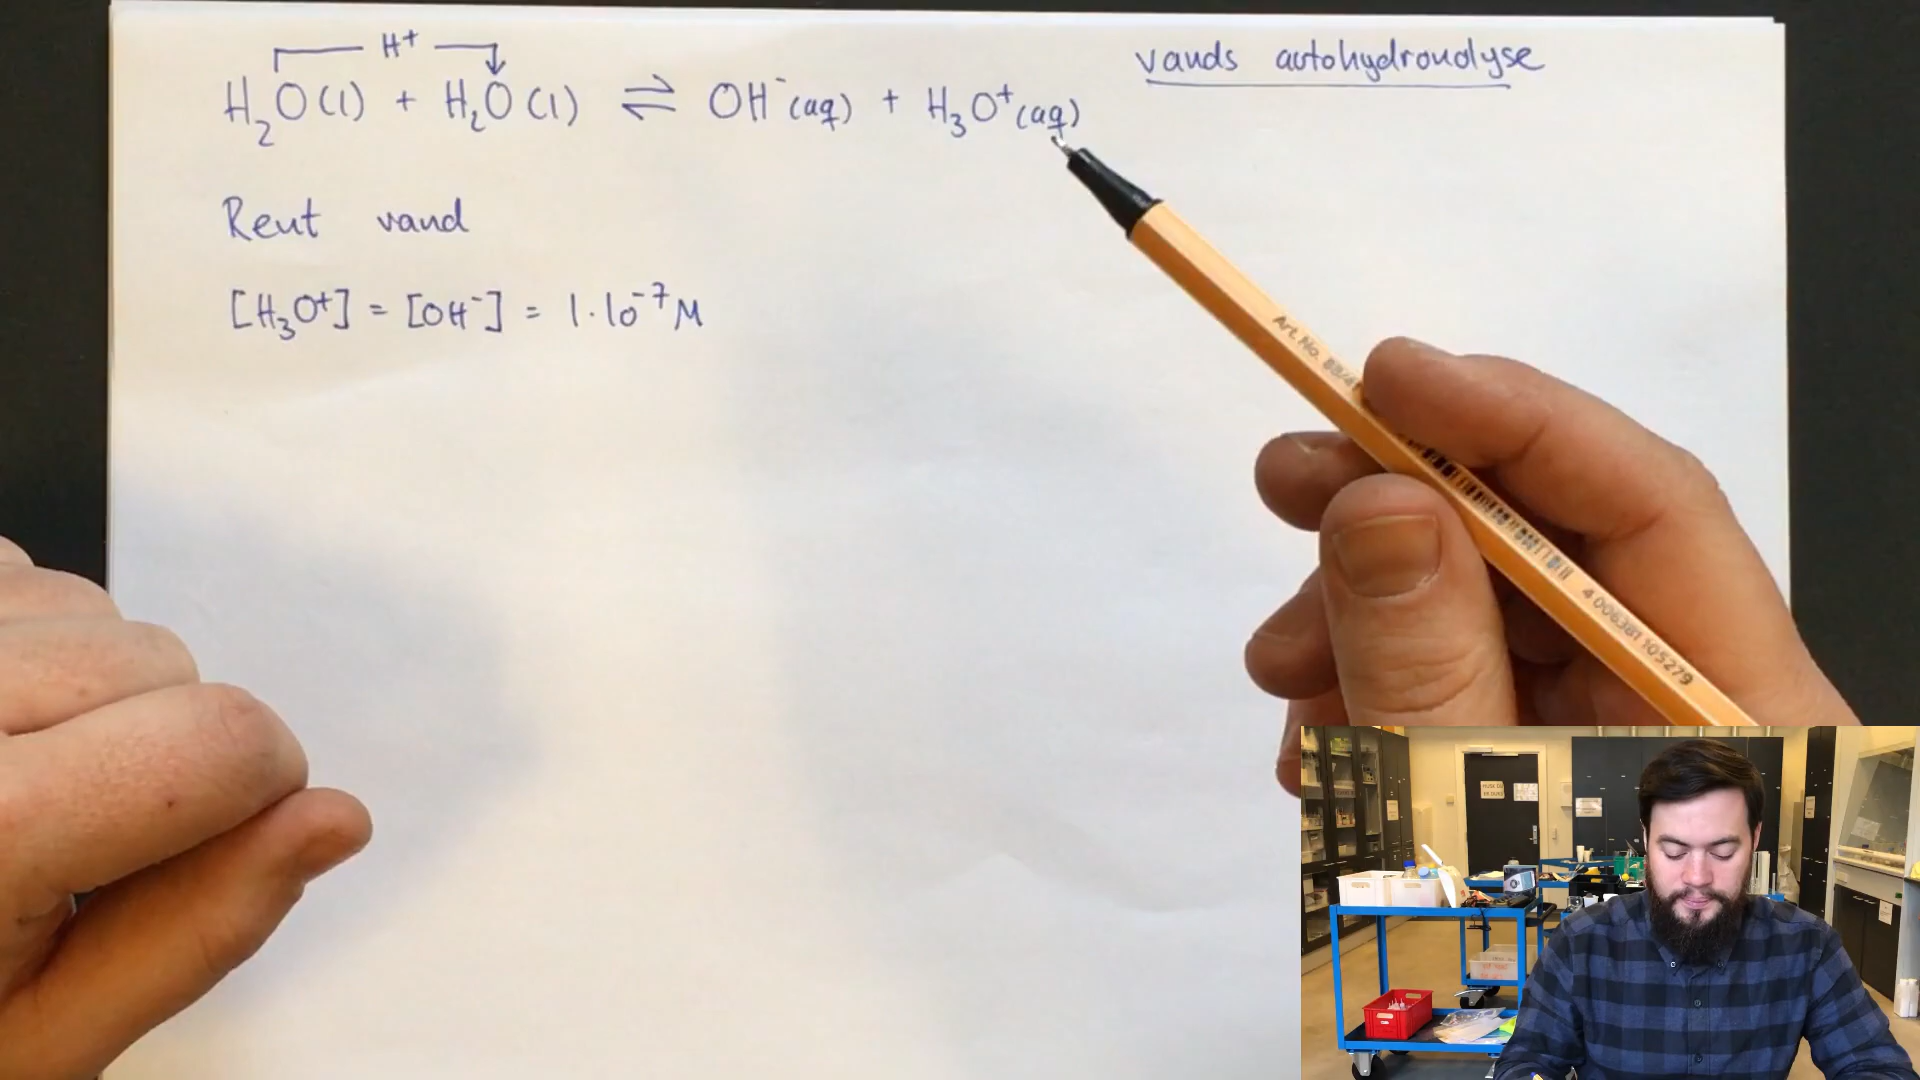 H⁺
H₂O(l) + H₂O(l) ⇌ OH⁻(aq) + H₃O⁺(aq)
vands autohydronolyse
Rent vand
[H₃O⁺] = [OH⁻] = 1·10⁻⁷ M
Art. No. 88/4
4 006381 105279